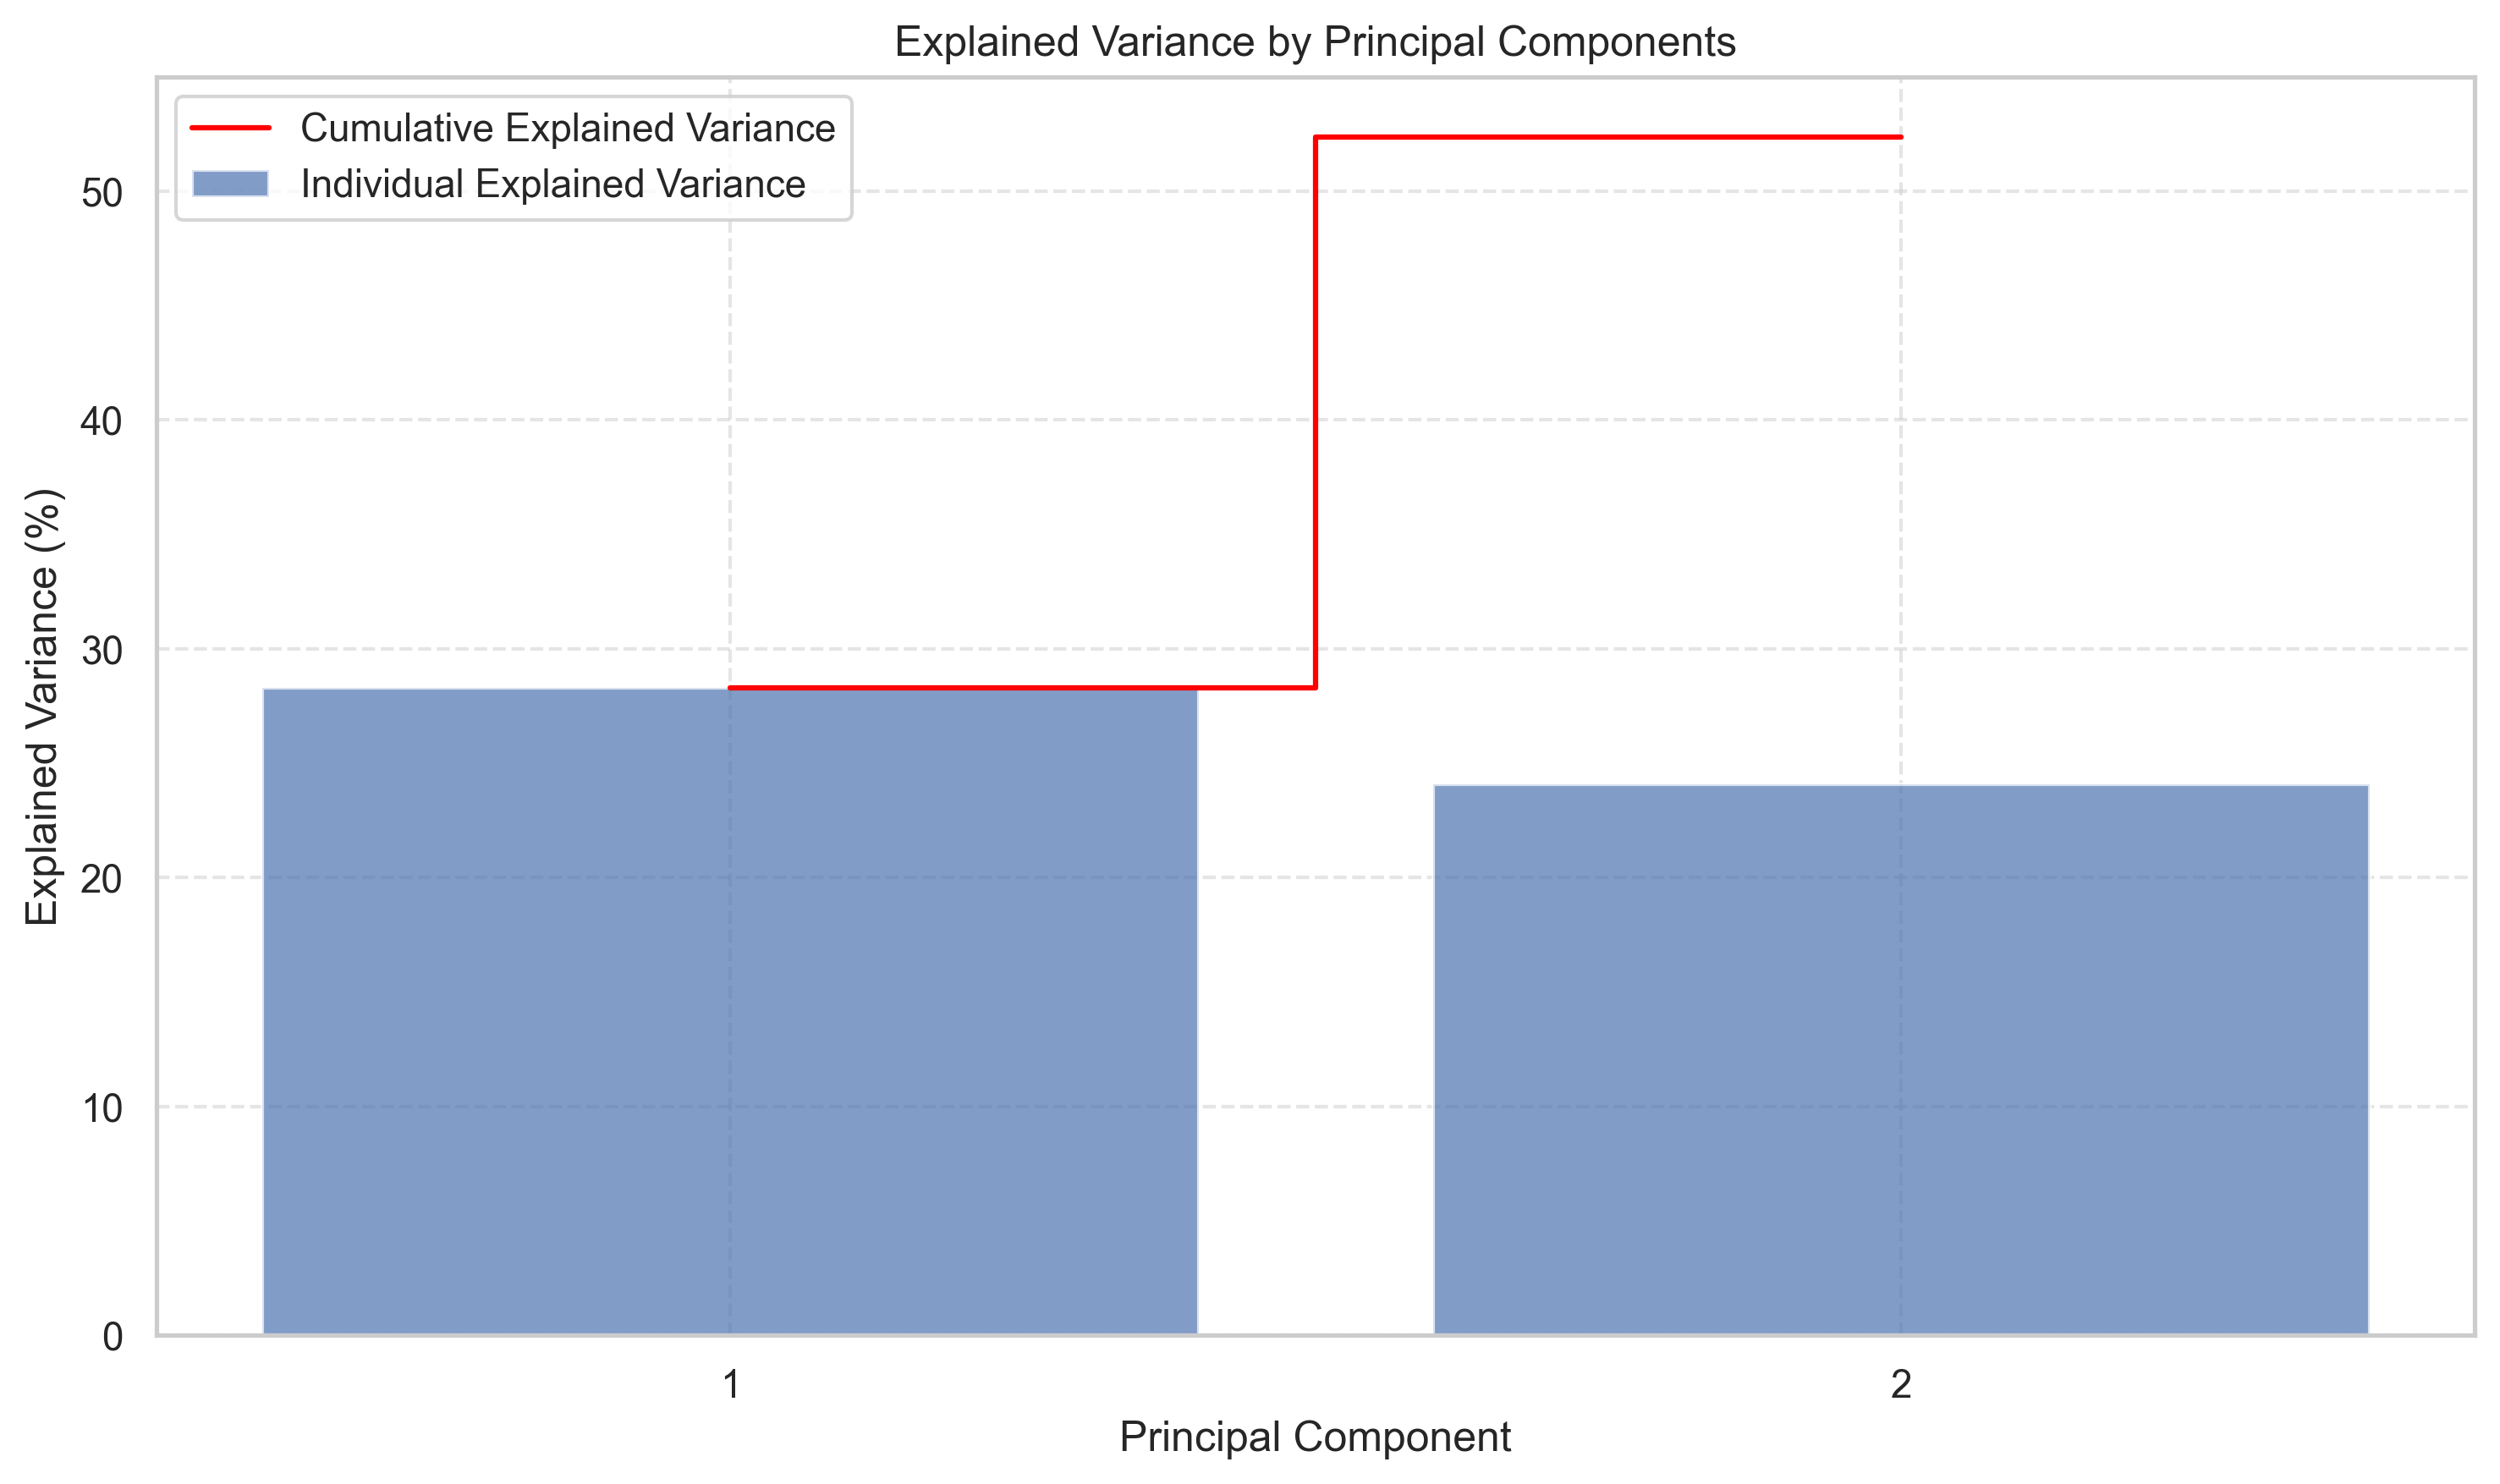 Explained Variance by Principal Components
Cumulative Explained Variance
Individual Explained Variance
Explained Variance (%)
50
40
30
20
10
0
1
2
Principal Component